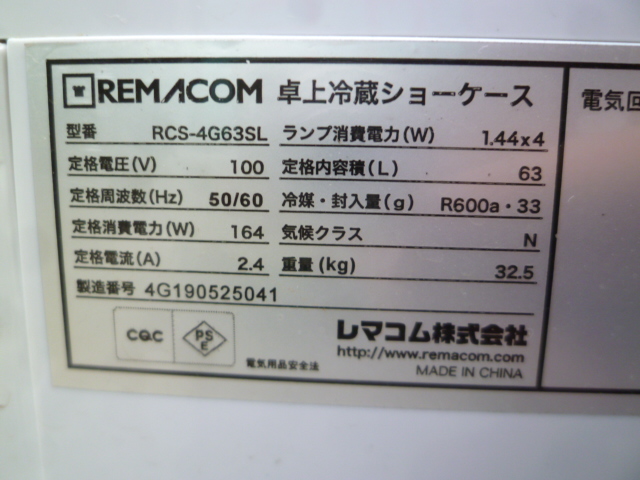 REMACOM 卓上冷蔵ショーケース
電気回
型番 RCS-4G63SL ランプ消費電力(W) 1.44x4
定格電圧(V) 100 定格内容積(L) 63
定格周波数(Hz) 50/60 冷媒・封入量(g) R600a・33
定格消費電力(W) 164 気候クラス N
定格電流(A) 2.4 重量(kg) 32.5
製造番号 4G190525041
CQC PSE
電気用品安全法
レマコム株式会社
http://www.remacom.com
MADE IN CHINA